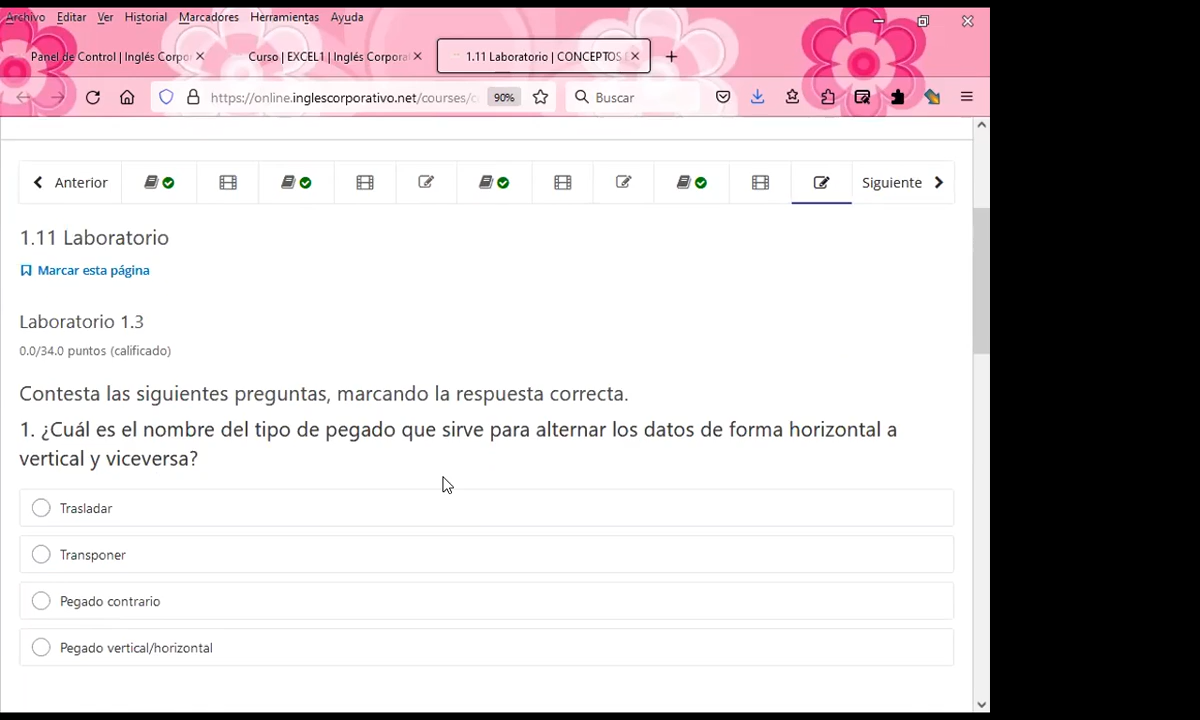 Archivo Editar Ver Historial Marcadores Herramientas Ayuda
Panel de Control | Inglés Corpor
Curso | EXCEL1 | Inglés Corpora
1.11 Laboratorio | CONCEPTOS
https://online.inglescorporativo.net/courses/c 90% Buscar
Anterior Siguiente
1.11 Laboratorio
Marcar esta página
Laboratorio 1.3
0.0/34.0 puntos (calificado)
Contesta las siguientes preguntas, marcando la respuesta correcta.
1. ¿Cuál es el nombre del tipo de pegado que sirve para alternar los datos de forma horizontal a
vertical y viceversa?
Trasladar
Transponer
Pegado contrario
Pegado vertical/horizontal